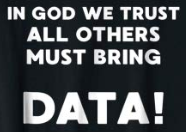 IN GOD WE TRUST
ALL OTHERS
MUST BRING
DATA!